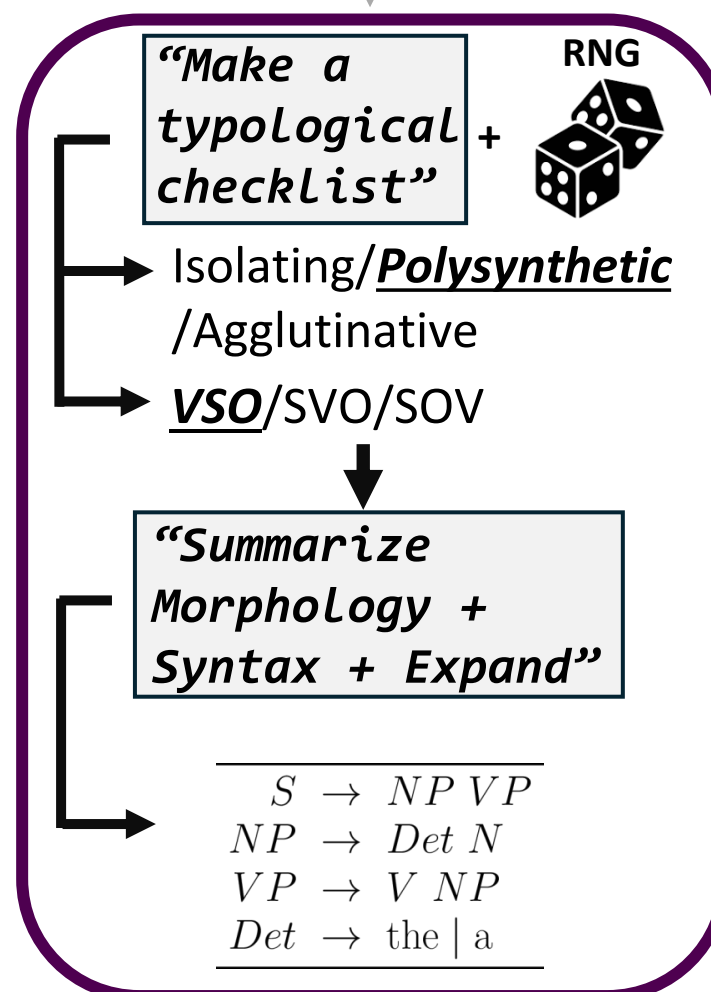 “Make a
typological
checklist”
+
RNG
Isolating/Polysynthetic
/Agglutinative
VSO/SVO/SOV
“Summarize
Morphology +
Syntax + Expand”
S → NP VP
NP → Det N
VP → V NP
Det → the | a